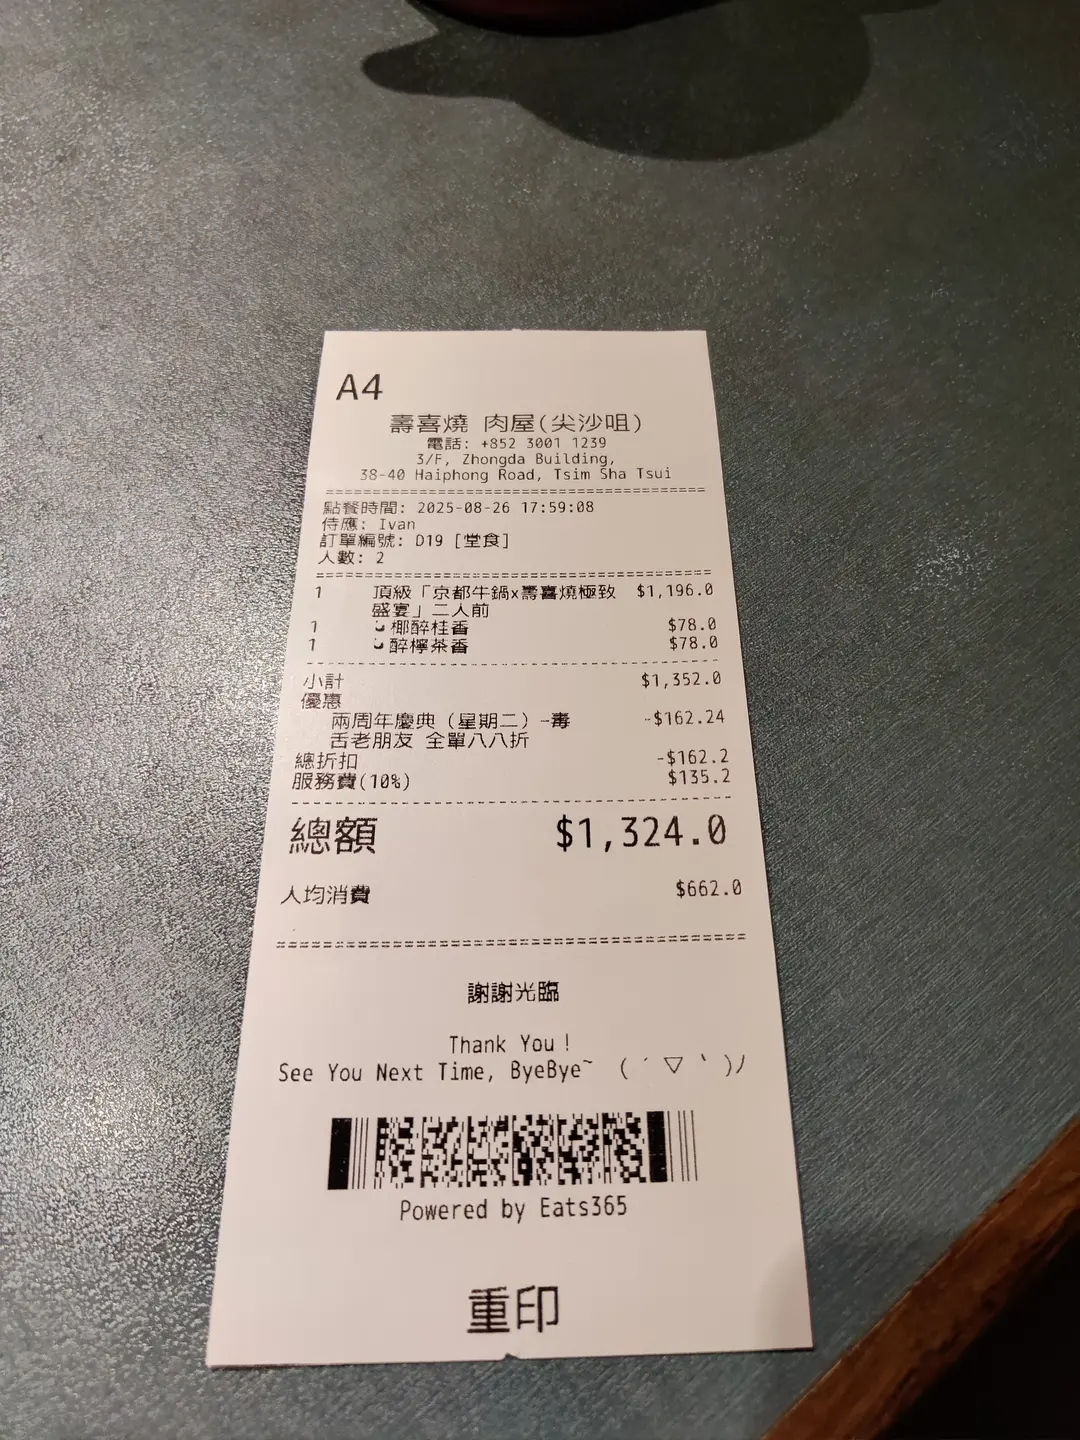 A4
壽喜燒 肉屋(尖沙咀)
電話: +852 3001 1239
3/F, Zhongda Building,
38-40 Haiphong Road, Tsim Sha Tsui
點餐時間: 2025-08-26 17:59:08
侍應: Ivan
訂單編號: D19 [堂食]
人數: 2
1 頂級「京都牛鍋x壽喜燒極致 $1,196.0
盛宴」二人前
1 椰醉桂香 $78.0
1 醉檸茶香 $78.0
小計 $1,352.0
優惠
兩周年慶典 (星期二) -毒 -$162.24
舌老朋友 全單八八折
總折扣 -$162.2
服務費(10%) $135.2
總額 $1,324.0
人均消費 $662.0
謝謝光臨
Thank You !
See You Next Time, ByeBye~ ( ´ ▽ ` )ﾉ
Powered by Eats365
重印